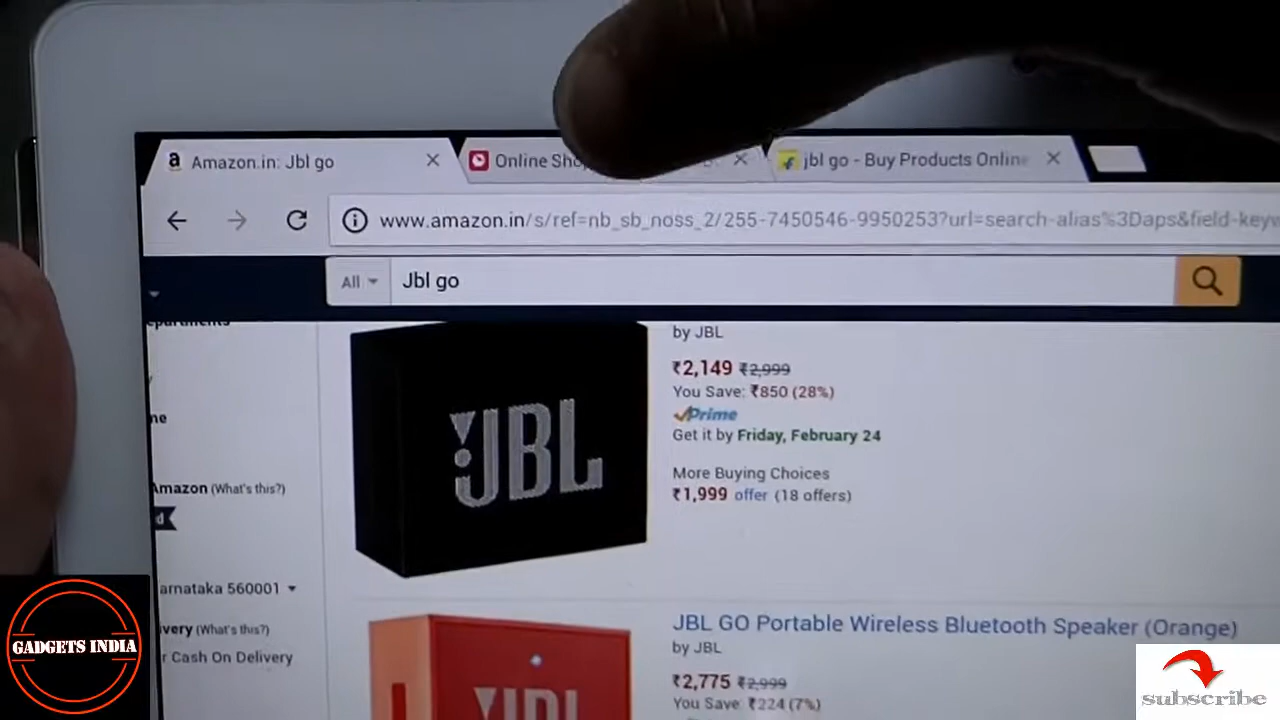 Amazon.in: Jbl go
Online
jbl go - Buy Products Online
www.amazon.in/s/ref=nb_sb_noss_2/255-7450546-9950253?url=search-alias%3Daps&field-keyw
All
Jbl go
by JBL
₹2,149 ₹2,999
You Save: ₹850 (28%)
Prime
Get it by Friday, February 24
More Buying Choices
₹1,999 offer (18 offers)
JBL
Amazon (What's this?)
arnataka 560001
very (What's this?)
r Cash On Delivery
JBL GO Portable Wireless Bluetooth Speaker (Orange)
by JBL
₹2,775 ₹2,999
You Save: ₹224 (7%)
JBL
GADGETS INDIA
subscribe